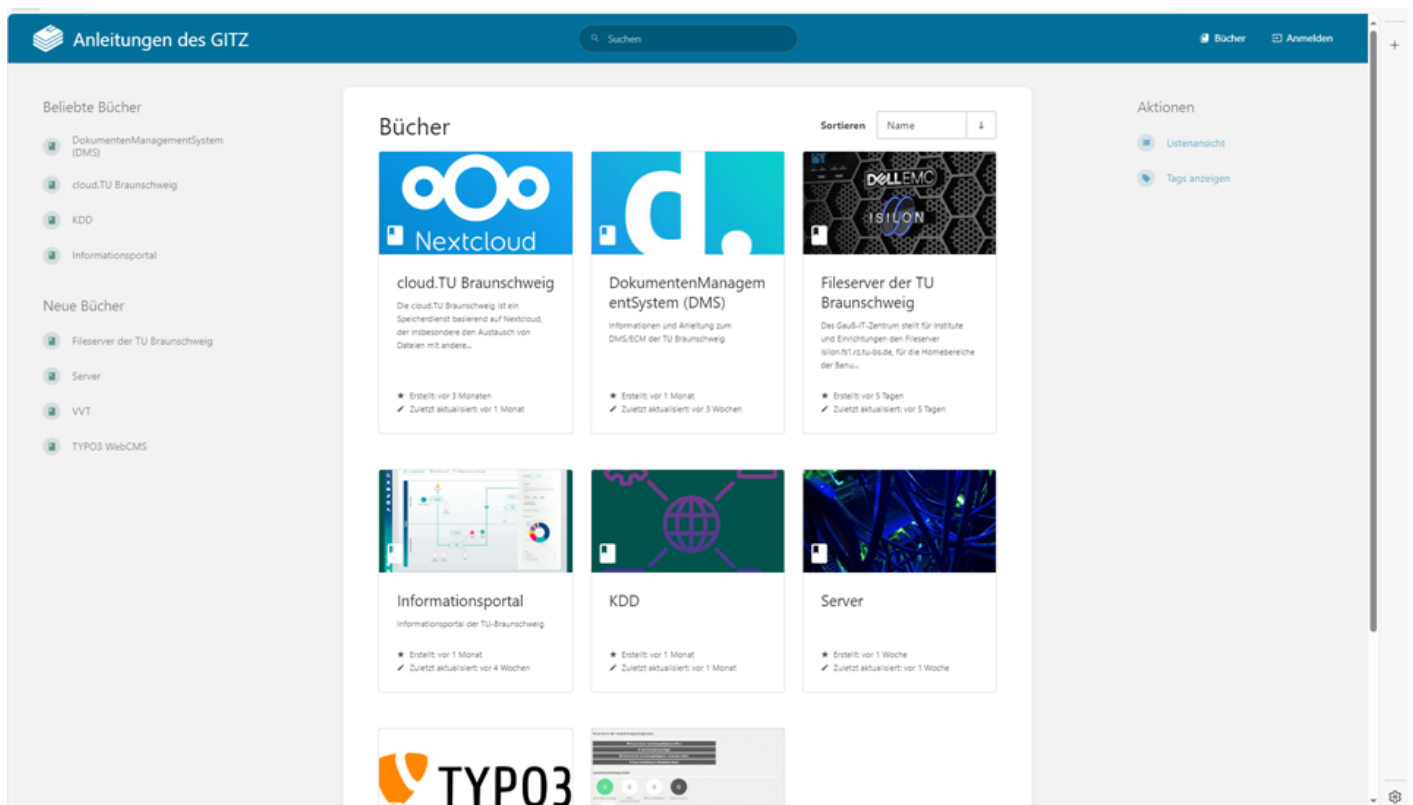 Anleitungen des GITZ
Suchen
Bücher
Anmelden
Beliebte Bücher
DokumentenManagementSystem
(DMS)
cloud.TU Braunschweig
KDD
Informationsportal
Neue Bücher
Fileserver der TU Braunschweig
Server
VVT
TYPO3 WebCMS
Bücher
Sortieren
Name
Nextcloud
cloud.TU Braunschweig
Die cloud.TU Braunschweig ist ein
Speicherdienst basierend auf Nextcloud,
der insbesondere den Austausch von
Dateien mit andere...
Erstellt: vor 3 Monaten
Zuletzt aktualisiert: vor 1 Monat
d.
DokumentenManagem
entSystem (DMS)
Informationen und Anleitung zum
DMS/ECM der TU Braunschweig
Erstellt: vor 1 Monat
Zuletzt aktualisiert: vor 3 Wochen
DELLEMC
ISILON
Fileserver der TU
Braunschweig
Das Gauß-IT-Zentrum stellt für Institute
und Einrichtungen den Fileserver
isilon.fs1.rz.tu-bs.de, für die Homebereiche
der Benu...
Erstellt: vor 5 Tagen
Zuletzt aktualisiert: vor 5 Tagen
Informationsportal
Informationsportal der TU-Braunschweig
Erstellt: vor 1 Monat
Zuletzt aktualisiert: vor 4 Wochen
KDD
Erstellt: vor 1 Monat
Zuletzt aktualisiert: vor 1 Monat
Server
Erstellt: vor 1 Woche
Zuletzt aktualisiert: vor 1 Woche
TYPO3
Aktionen
Listenansicht
Tags anzeigen